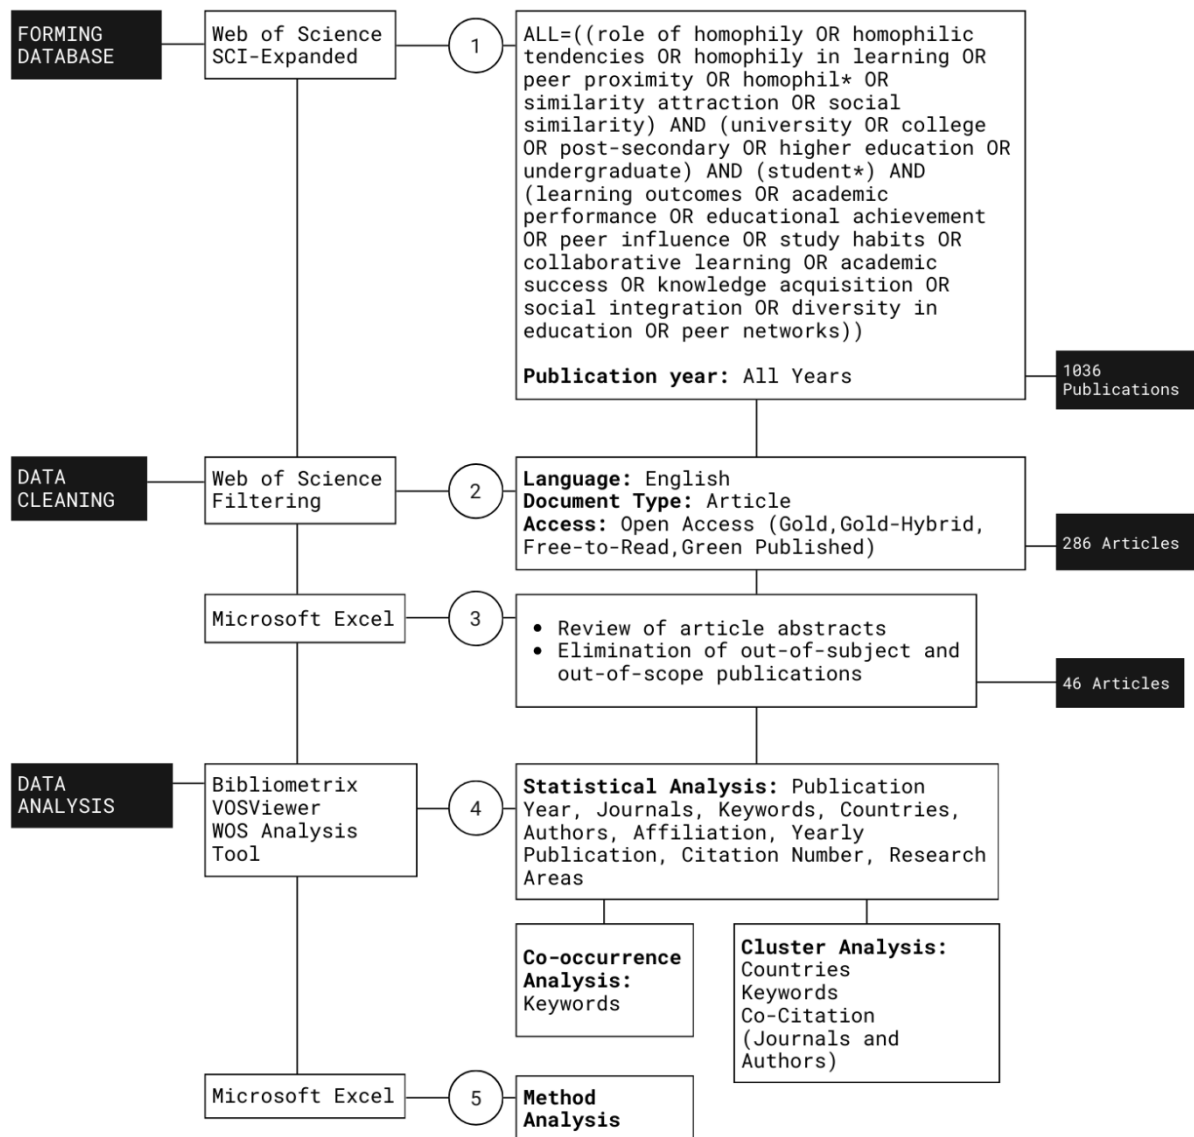 FORMING
DATABASE
Web of Science
SCI-Expanded
1
ALL=((role of homophily OR homophilic
tendencies OR homophily in learning OR
peer proximity OR homophil* OR
similarity attraction OR social
similarity) AND (university OR college
OR post-secondary OR higher education OR
undergraduate) AND (student*) AND
(learning outcomes OR academic
performance OR educational achievement
OR peer influence OR study habits OR
collaborative learning OR academic
success OR knowledge acquisition OR
social integration OR diversity in
education OR peer networks))
Publication year: All Years
1036
Publications
DATA
CLEANING
Web of Science
Filtering
2
Language: English
Document Type: Article
Access: Open Access (Gold,Gold-Hybrid,
Free-to-Read,Green Published)
286 Articles
Microsoft Excel
3
• Review of article abstracts
• Elimination of out-of-subject and
out-of-scope publications
46 Articles
DATA
ANALYSIS
Bibliometrix
VOSViewer
WOS Analysis
Tool
4
Statistical Analysis: Publication
Year, Journals, Keywords, Countries,
Authors, Affiliation, Yearly
Publication, Citation Number, Research
Areas
Co-occurrence
Analysis:
Keywords
Cluster Analysis:
Countries
Keywords
Co-Citation
(Journals and
Authors)
Microsoft Excel
5
Method
Analysis